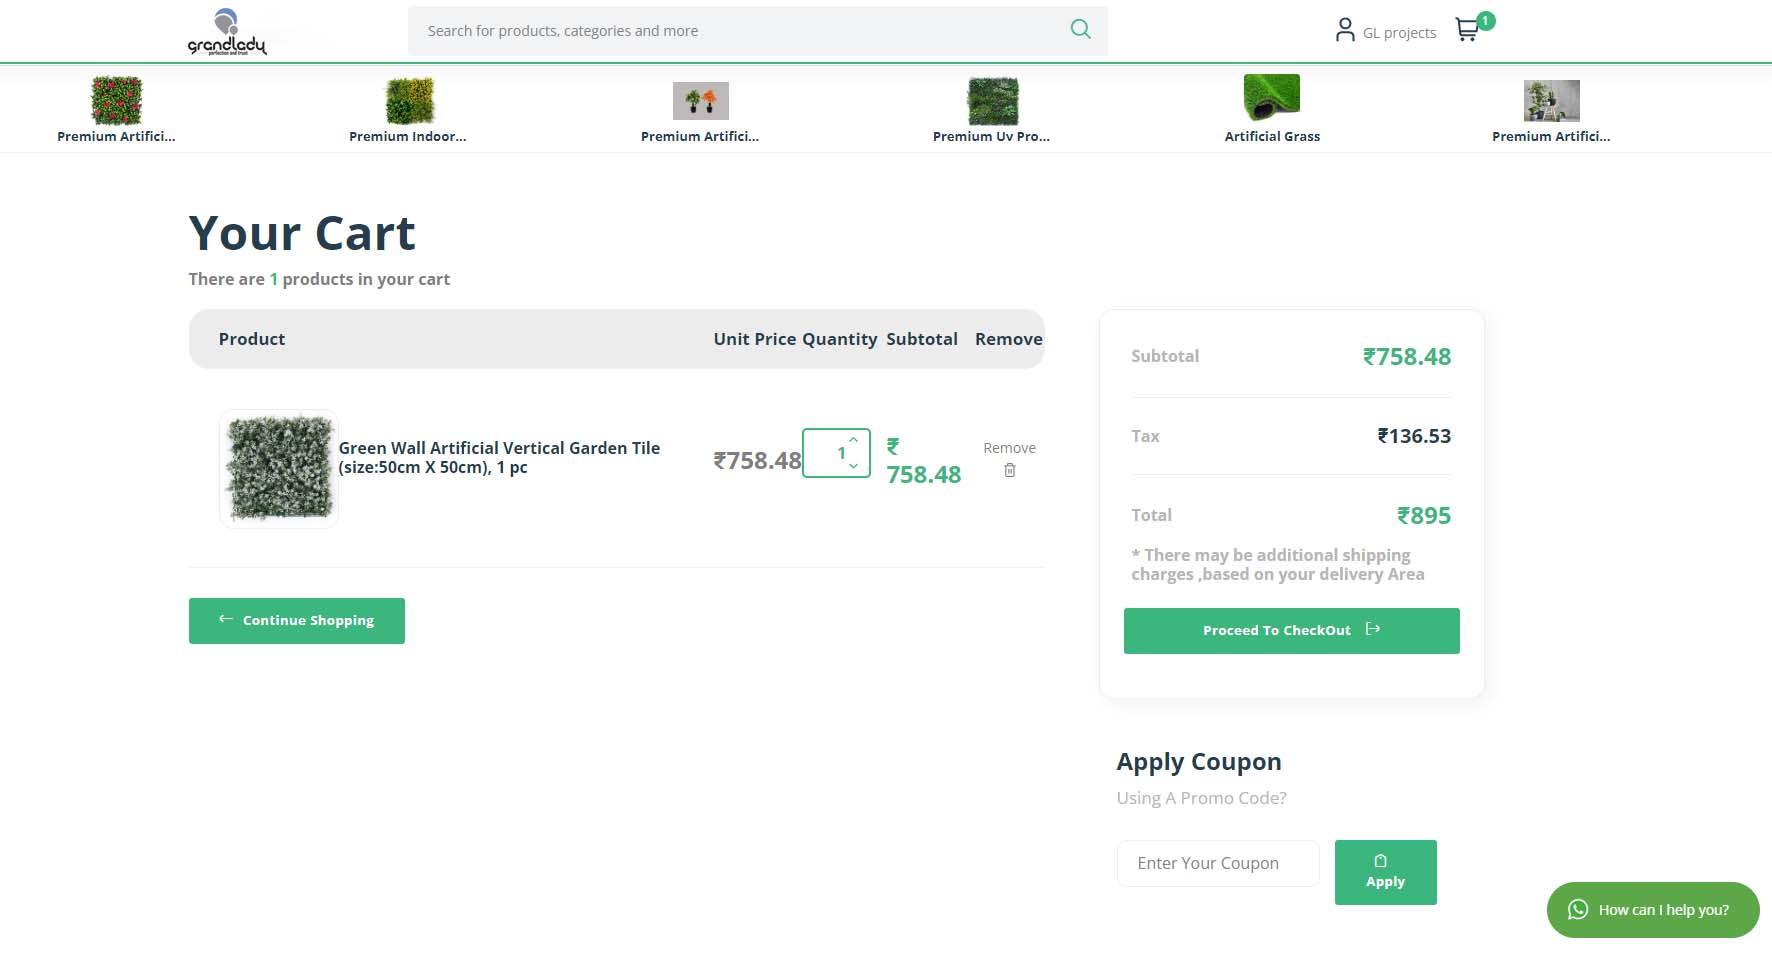 grandlady
perfection and trust
Search for products, categories and more
GL projects
1
Premium Artifici...
Premium Indoor...
Premium Artifici...
Premium Uv Pro...
Artificial Grass
Premium Artifici...
Your Cart
There are 1 products in your cart
Product Unit Price Quantity Subtotal Remove
Green Wall Artificial Vertical Garden Tile
(size:50cm X 50cm), 1 pc
₹758.48
1
₹
758.48
Remove
Continue Shopping
Subtotal ₹758.48
Tax ₹136.53
Total ₹895
* There may be additional shipping
charges ,based on your delivery Area
Proceed To CheckOut
Apply Coupon
Using A Promo Code?
Enter Your Coupon
Apply
How can I help you?